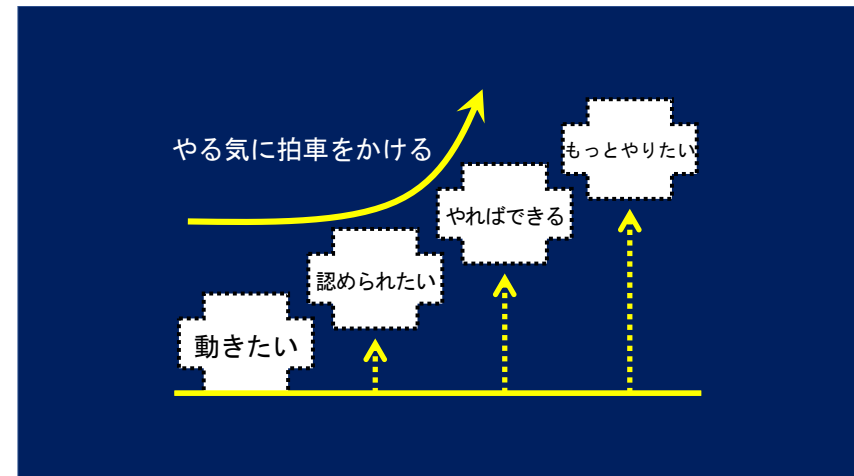 やる気に拍車をかける
もっとやりたい
やればできる
認められたい
動きたい